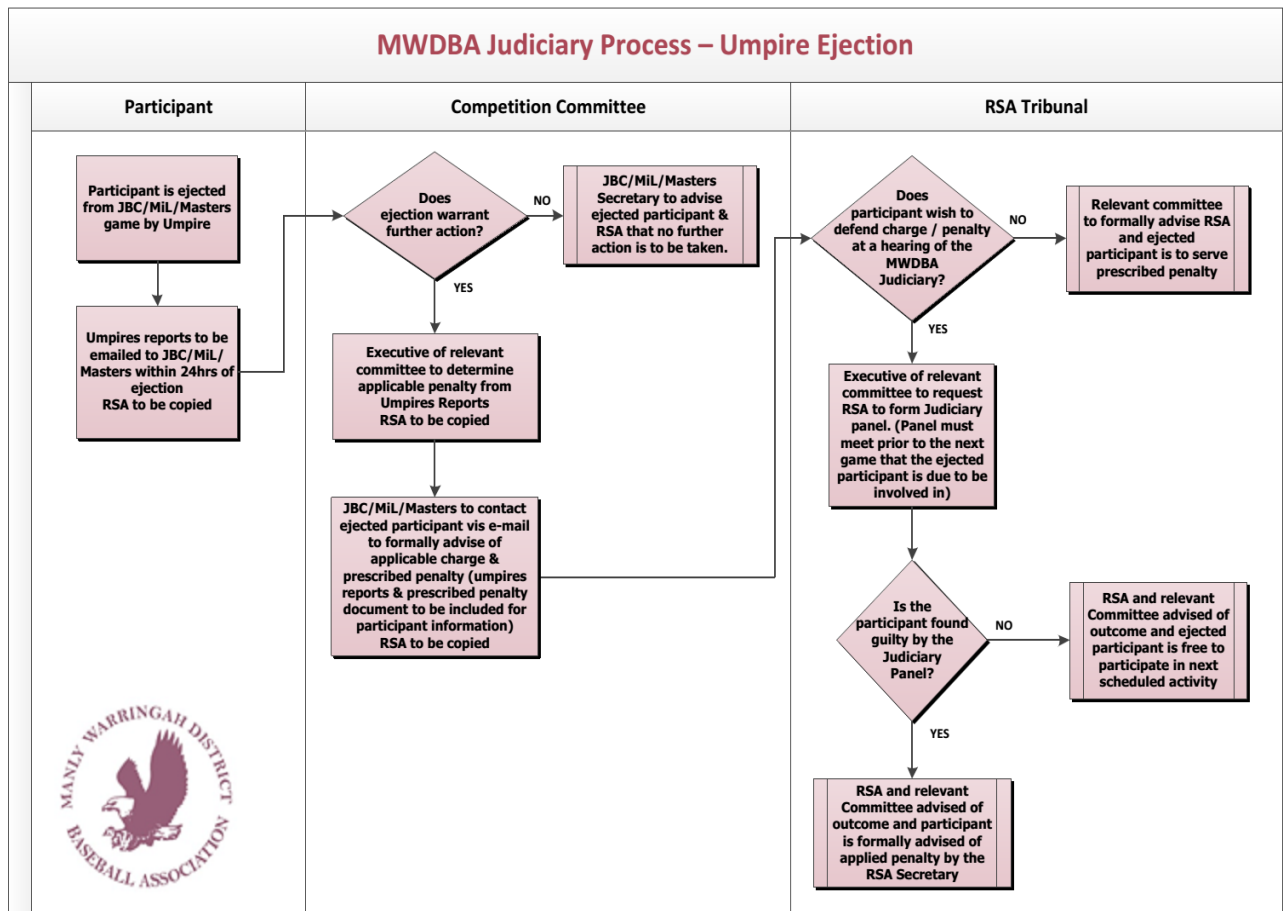 MWDBA Judiciary Process – Umpire Ejection
Participant
Competition Committee
RSA Tribunal
Participant is ejected
from JBC/MiL/Masters
game by Umpire
Umpires reports to be
emailed to JBC/MiL/
Masters within 24hrs of
ejection
RSA to be copied
Does
ejection warrant
further action?
NO
JBC/MiL/Masters
Secretary to advise
ejected participant &
RSA that no further
action is to be taken.
YES
Executive of relevant
committee to determine
applicable penalty from
Umpires Reports
RSA to be copied
JBC/MiL/Masters to contact
ejected participant vis e-mail
to formally advise of
applicable charge &
prescribed penalty (umpires
reports & prescribed penalty
document to be included for
participant information)
RSA to be copied
Does
participant wish to
defend charge / penalty
at a hearing of the
MWDBA
Judiciary?
NO
Relevant committee
to formally advise RSA
and ejected
participant is to serve
prescribed penalty
YES
Executive of relevant
committee to request
RSA to form Judiciary
panel. (Panel must
meet prior to the next
game that the ejected
participant is due to be
involved in)
Is the
participant found
guilty by the
Judiciary
Panel?
NO
RSA and relevant
Committee advised of
outcome and ejected
participant is free to
participate in next
scheduled activity
YES
RSA and relevant
Committee advised of
outcome and participant
is formally advised of
applied penalty by the
RSA Secretary
MANLY WARRINGAH DISTRICT
BASEBALL ASSOCIATION